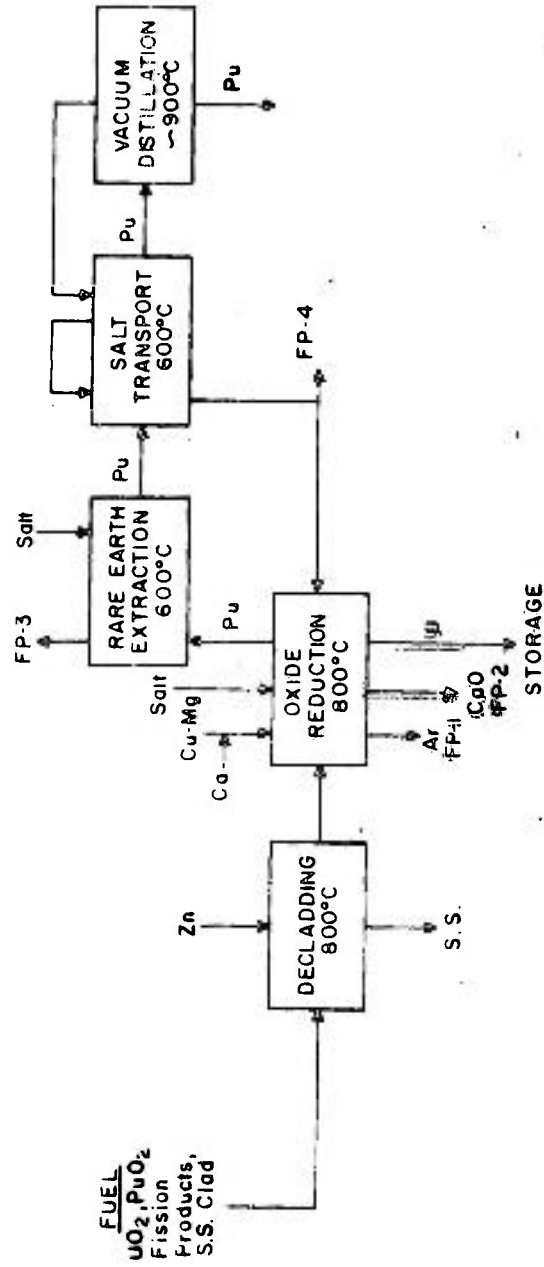 FUEL
UO2, PuO2
Fission
Products,
S.S. Clad
Zn
DECLADDING
800°C
S.S.
Ca
Cu-Mg
Salt
OXIDE
REDUCTION
800°C
Ar
FP-1
CaO
FP-2
U
STORAGE
Pu
FP-3
Salt
RARE EARTH
EXTRACTION
600°C
Pu
SALT
TRANSPORT
600°C
FP-4
Pu
VACUUM
DISTILLATION
~900°C
Pu